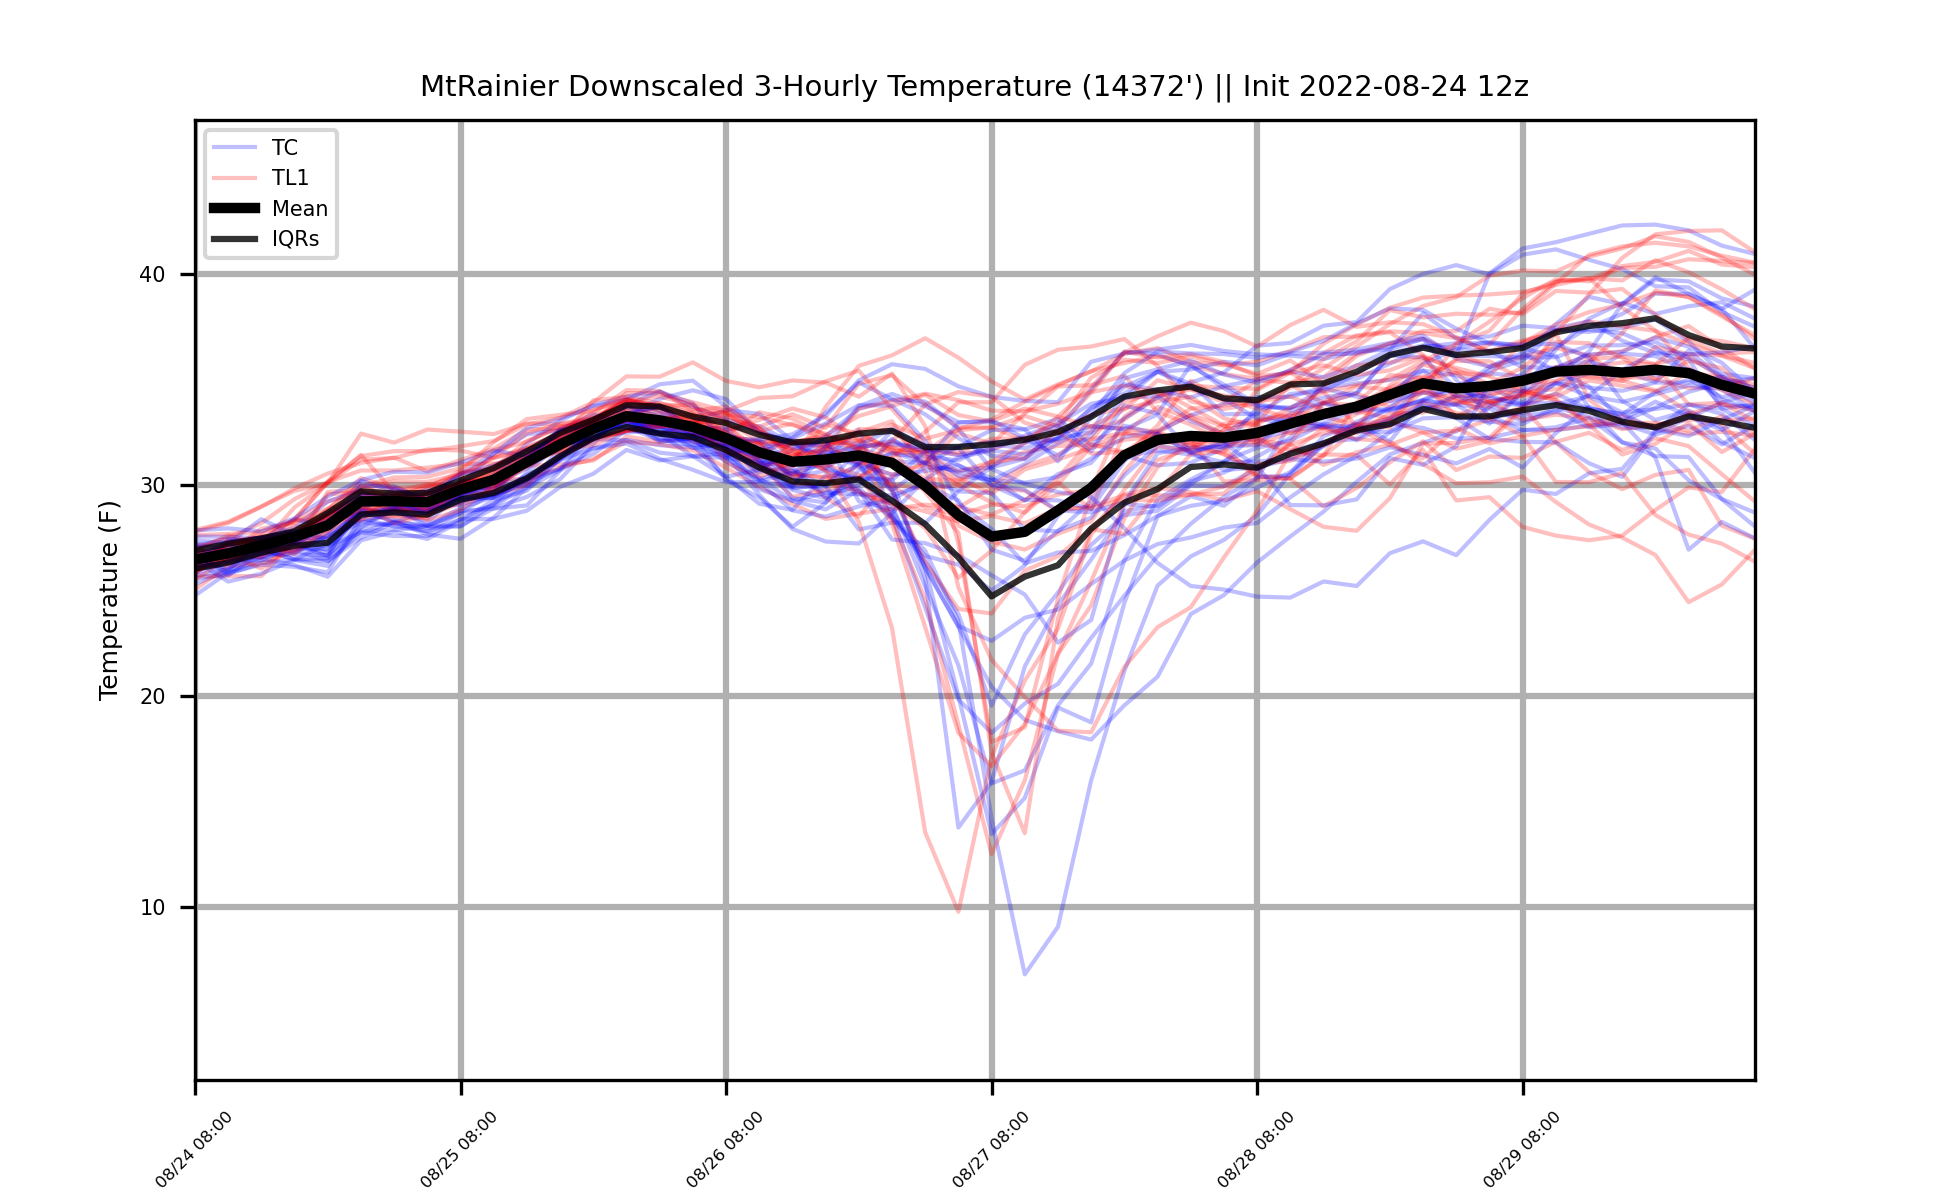 MtRainier Downscaled 3-Hourly Temperature (14372') || Init 2022-08-24 12z
TC
TL1
Mean
IQRs
Temperature (F)
40
30
20
10
08/24 08:00
08/25 08:00
08/26 08:00
08/27 08:00
08/28 08:00
08/29 08:00